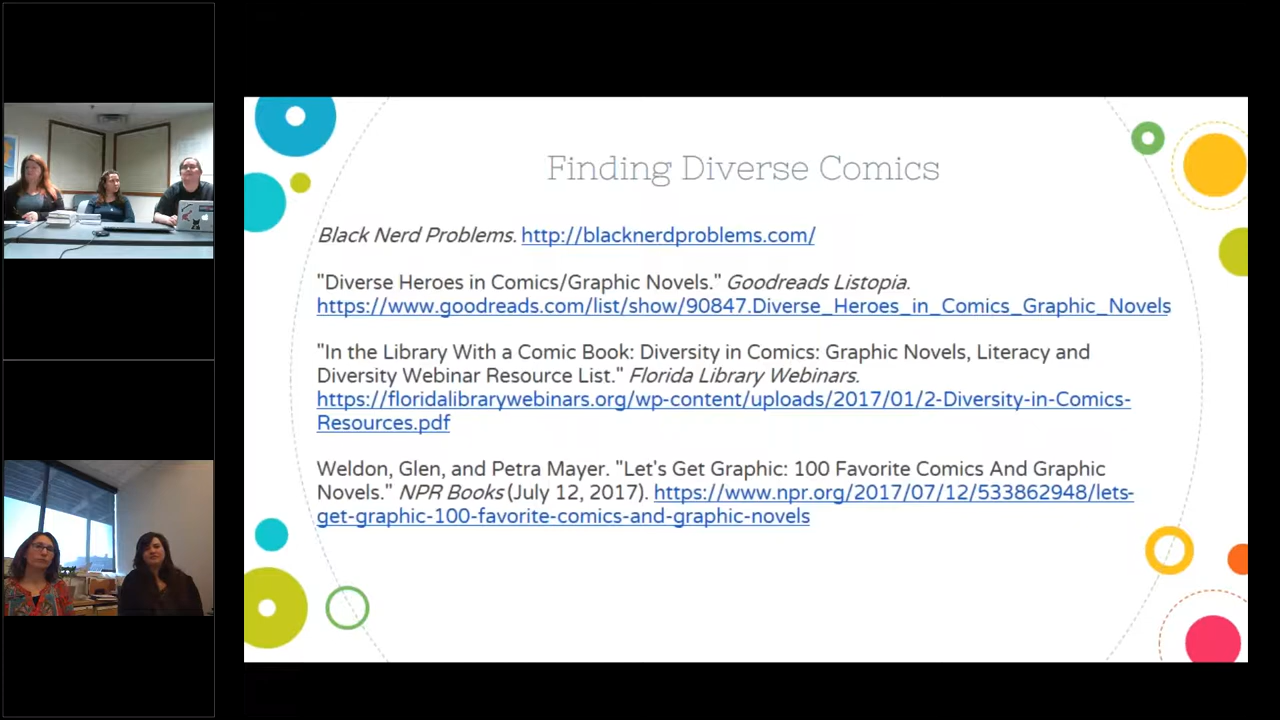 Finding Diverse Comics
Black Nerd Problems. http://blacknerdproblems.com/
"Diverse Heroes in Comics/Graphic Novels." Goodreads Listopia.
https://www.goodreads.com/list/show/90847.Diverse_Heroes_in_Comics_Graphic_Novels
"In the Library With a Comic Book: Diversity in Comics: Graphic Novels, Literacy and
Diversity Webinar Resource List." Florida Library Webinars.
https://floridalibrarywebinars.org/wp-content/uploads/2017/01/2-Diversity-in-Comics-
Resources.pdf
Weldon, Glen, and Petra Mayer. "Let's Get Graphic: 100 Favorite Comics And Graphic
Novels." NPR Books (July 12, 2017). https://www.npr.org/2017/07/12/533862948/lets-
get-graphic-100-favorite-comics-and-graphic-novels